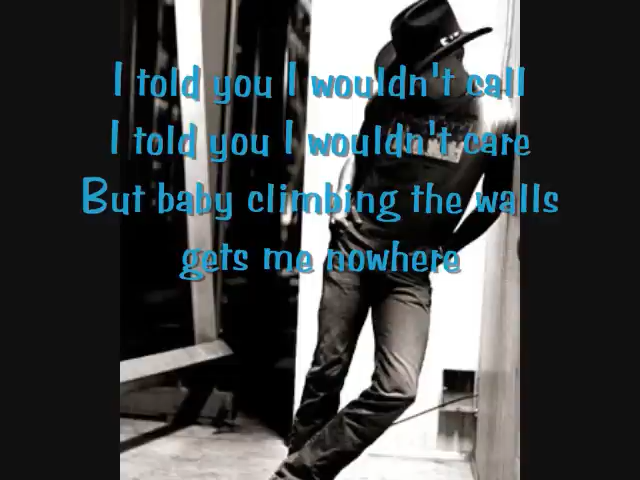 I told you I wouldn't call
I told you I wouldn't care
But baby climbing the walls
gets me nowhere